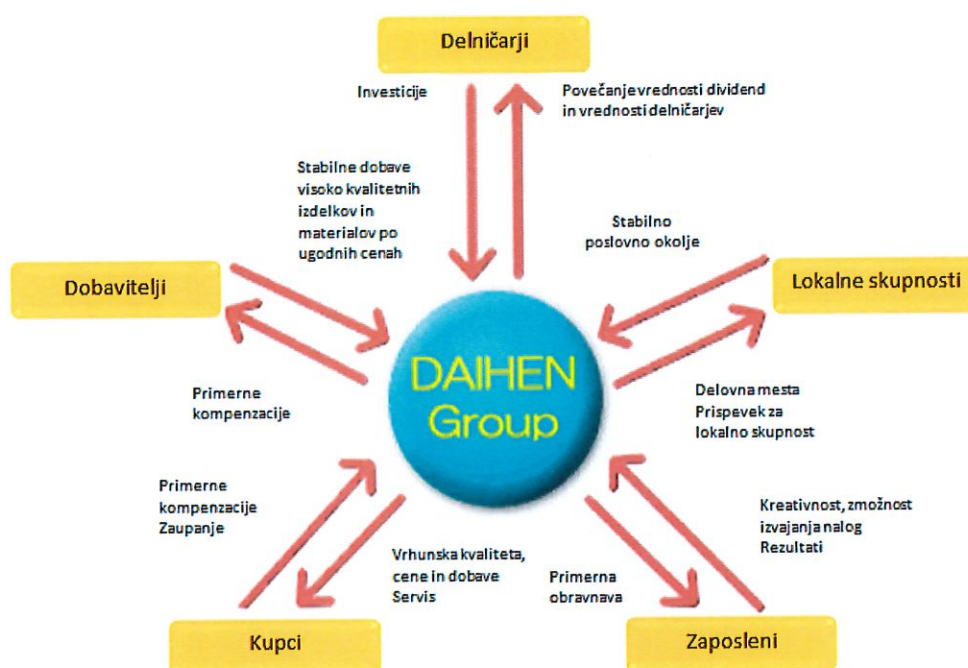 Delničarji
Investicije
Povečanje vrednosti dividend
in vrednosti delničarjev
Stabilne dobave
visoko kvalitetnih
izdelkov in
materialov po
ugodnih cenah
Stabilno
poslovno okolje
Dobavitelji
Lokalne skupnosti
DAIHEN
Group
Primerne
kompenzacije
Delovna mesta
Prispevek za
lokalno skupnost
Primerne
kompenzacije
Zaupanje
Kreativnost, zmožnost
izvajanja nalog
Rezultati
Vrhunska kvaliteta,
cene in dobave
Servis
Primerna
obravnava
Kupci
Zaposleni